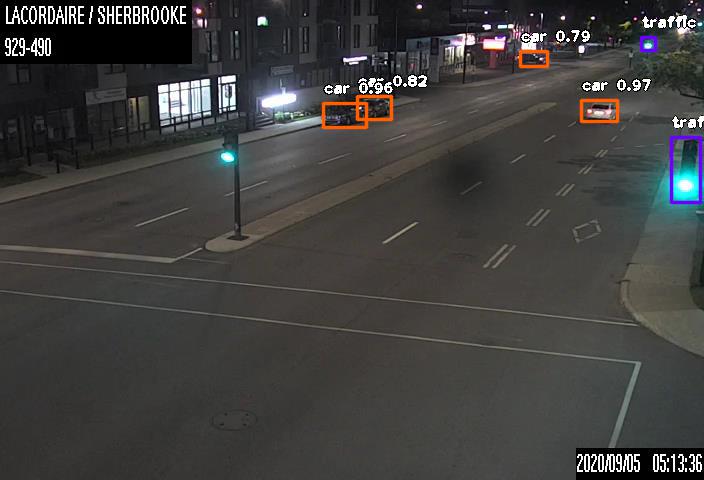 LACORDAIRE / SHERBROOKE
929-490
traffic
car 0.79
car 0.82
car 0.96
car 0.97
traf
2020/09/05 05:13:36